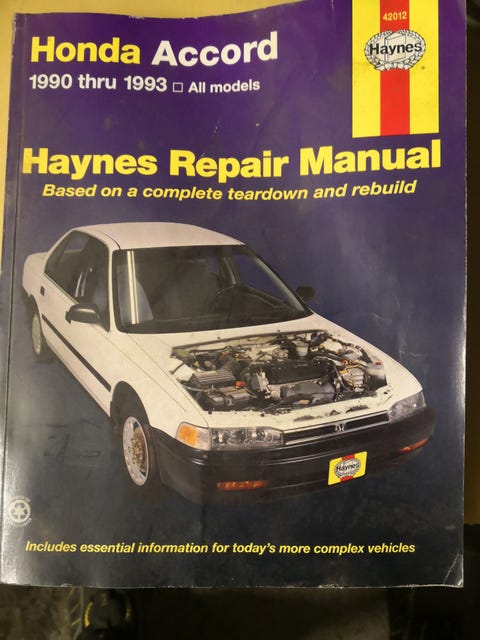 42012
Haynes
®
Honda Accord
1990 thru 1993 □ All models
Haynes Repair Manual
Based on a complete teardown and rebuild
Haynes
Includes essential information for today's more complex vehicles